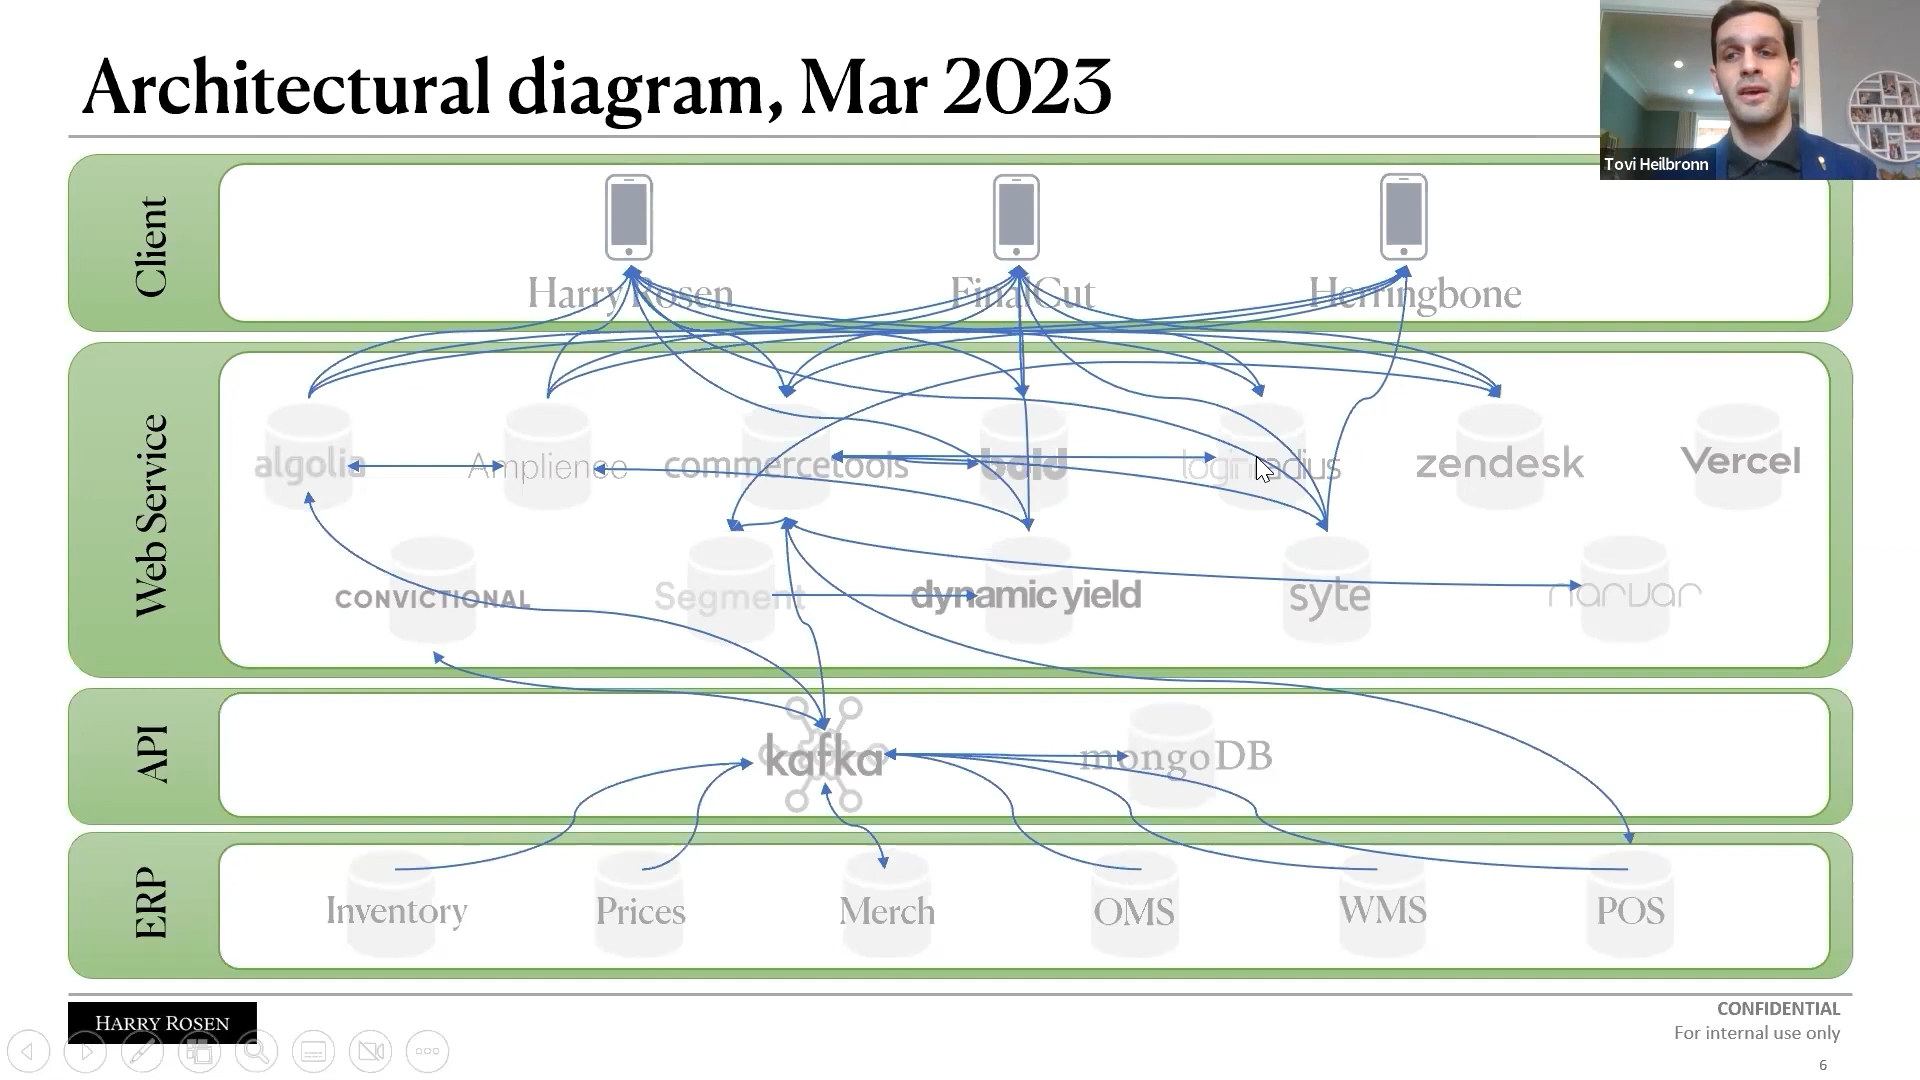 Architectural diagram, Mar 2023
Tovi Heilbronn
Client
Harry Rosen
FinalCut
Herringbone
Web Service
algolia
Amplience
commercetools
bold
loginradius
zendesk
Vercel
CONVICTIONAL
Segment
dynamic yield
syte
narvar
API
kafka
mongoDB
ERP
Inventory
Prices
Merch
OMS
WMS
POS
HARRY ROSEN
CONFIDENTIAL
For internal use only
6